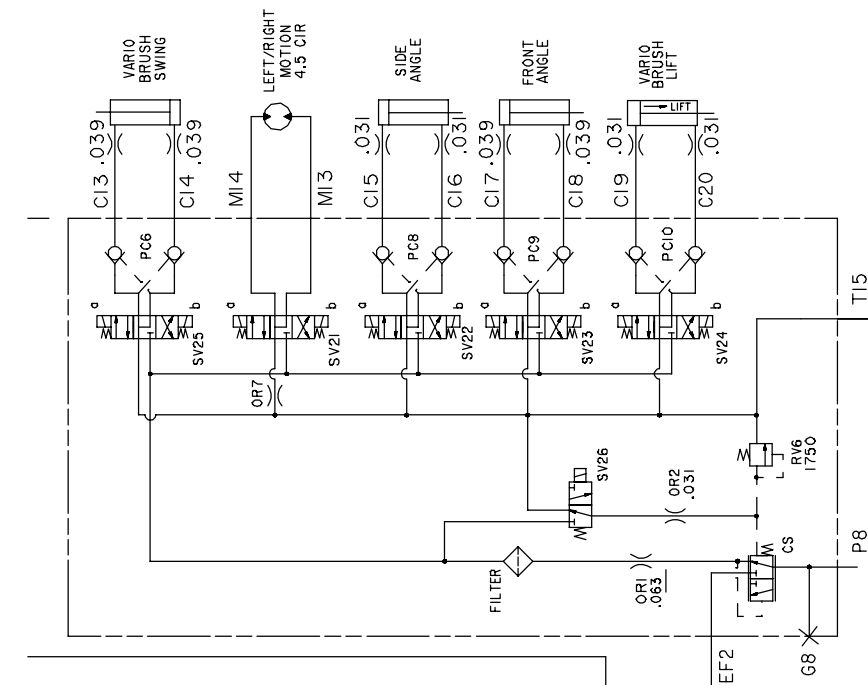 VARIO
BRUSH
SWING
LEFT/RIGHT
MOTION
4.5 CIR
SIDE
ANGLE
FRONT
ANGLE
VARIO
BRUSH
LIFT
LIFT
.039
.039
.031
.031
.039
.039
.031
.031
C13
C14
M14
M13
C15
C16
C17
C18
C19
C20
PC6
PC8
PC9
PC10
T15
a
b
a
b
a
b
a
b
a
b
SV25
SV21
SV22
SV23
SV24
OR7
SV26
OR2
.031
RV6
1750
CS
P8
FILTER
OR1
.063
EF2
G8